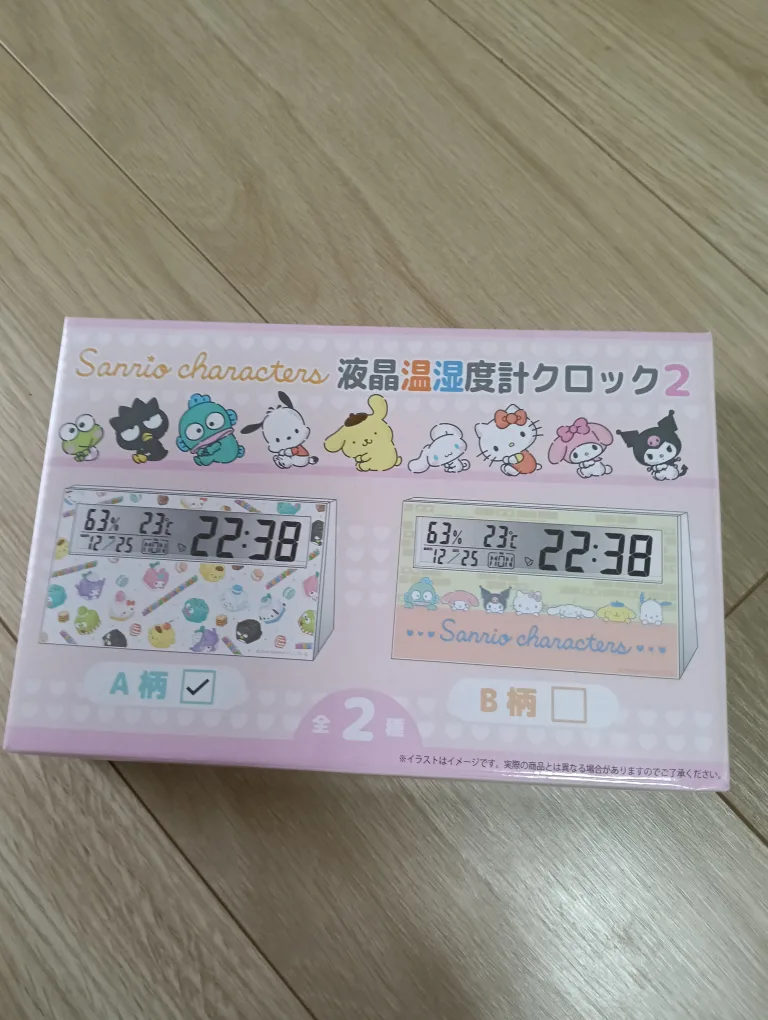 Sanrio characters 液晶温湿度計クロック2
63% 23℃ 22:38
12/25 MON
63% 23℃ 22:38
12/25 MON
Sanrio characters
A柄
B柄
全2種
※イラストはイメージです。実際の商品とは異なる場合がありますのでご了承ください。